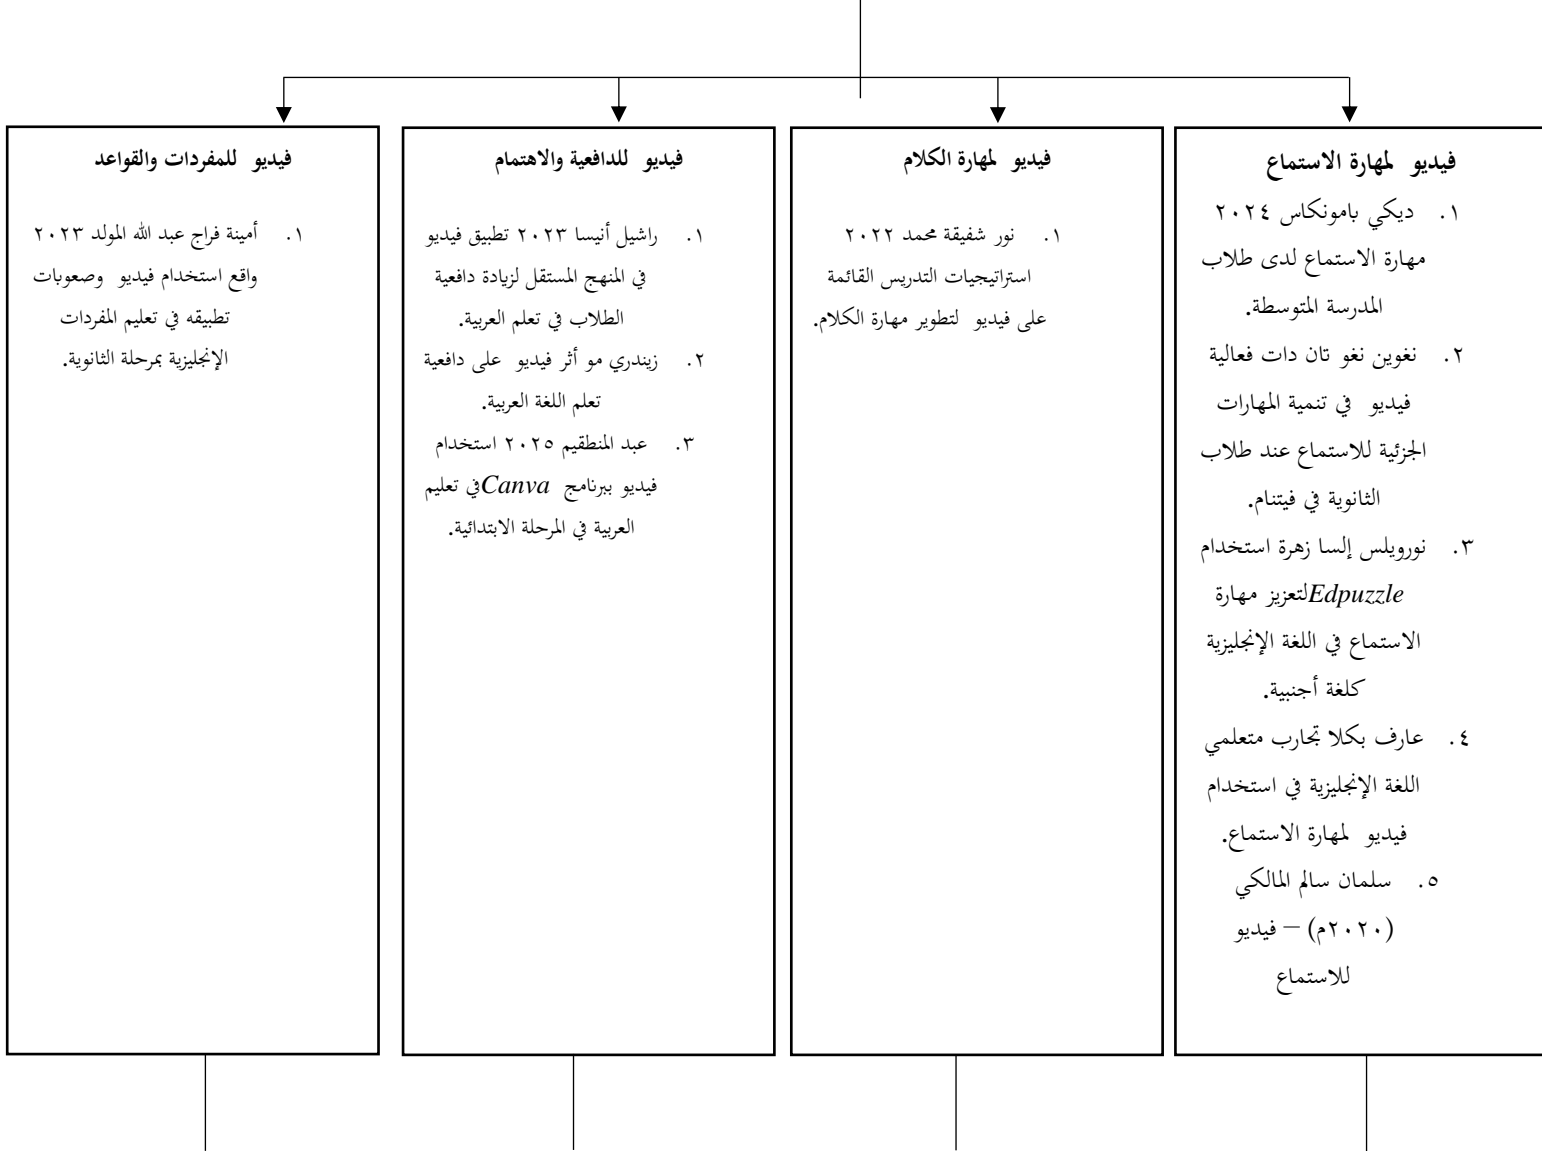 فيديو لمهارة الاستماع
١. ديكي بامونكاس ٢٠٢٤
مهارة الاستماع لدى طلاب
المدرسة المتوسطة.
٢. نغوين نغو تان دات فعالية
فيديو في تنمية المهارات
الجزئية للاستماع عند طلاب
الثانوية في فيتنام.
٣. نورويلس إلسا زهرة استخدام
Edpuzzleلتعزيز مهارة
الاستماع في اللغة الإنجليزية
كلغة أجنبية.
٤. عارف بكلا تجارب متعلمي
اللغة الإنجليزية في استخدام
فيديو لمهارة الاستماع.
٥. سلمان سالم المالكي
(٢٠٢٠م) – فيديو
للاستماع
فيديو لمهارة الكلام
١. نور شفيقة محمد ٢٠٢٢
استراتيجيات التدريس القائمة
على فيديو لتطوير مهارة الكلام.
فيديو للدافعية والاهتمام
١. راشيل أنيسا ٢٠٢٣ تطبيق فيديو
في المنهج المستقل لزيادة دافعية
الطلاب في تعلم العربية.
٢. زيندري مو أثر فيديو على دافعية
تعلم اللغة العربية.
٣. عبد المنطقيم ٢٠٢٥ استخدام
فيديو ببرنامج Canvaفي تعليم
العربية في المرحلة الابتدائية.
فيديو للمفردات والقواعد
١. أمينة فراج عبد الله المولد ٢٠٢٣
واقع استخدام فيديو وصعوبات
تطبيقه في تعليم المفردات
الإنجليزية بمرحلة الثانوية.